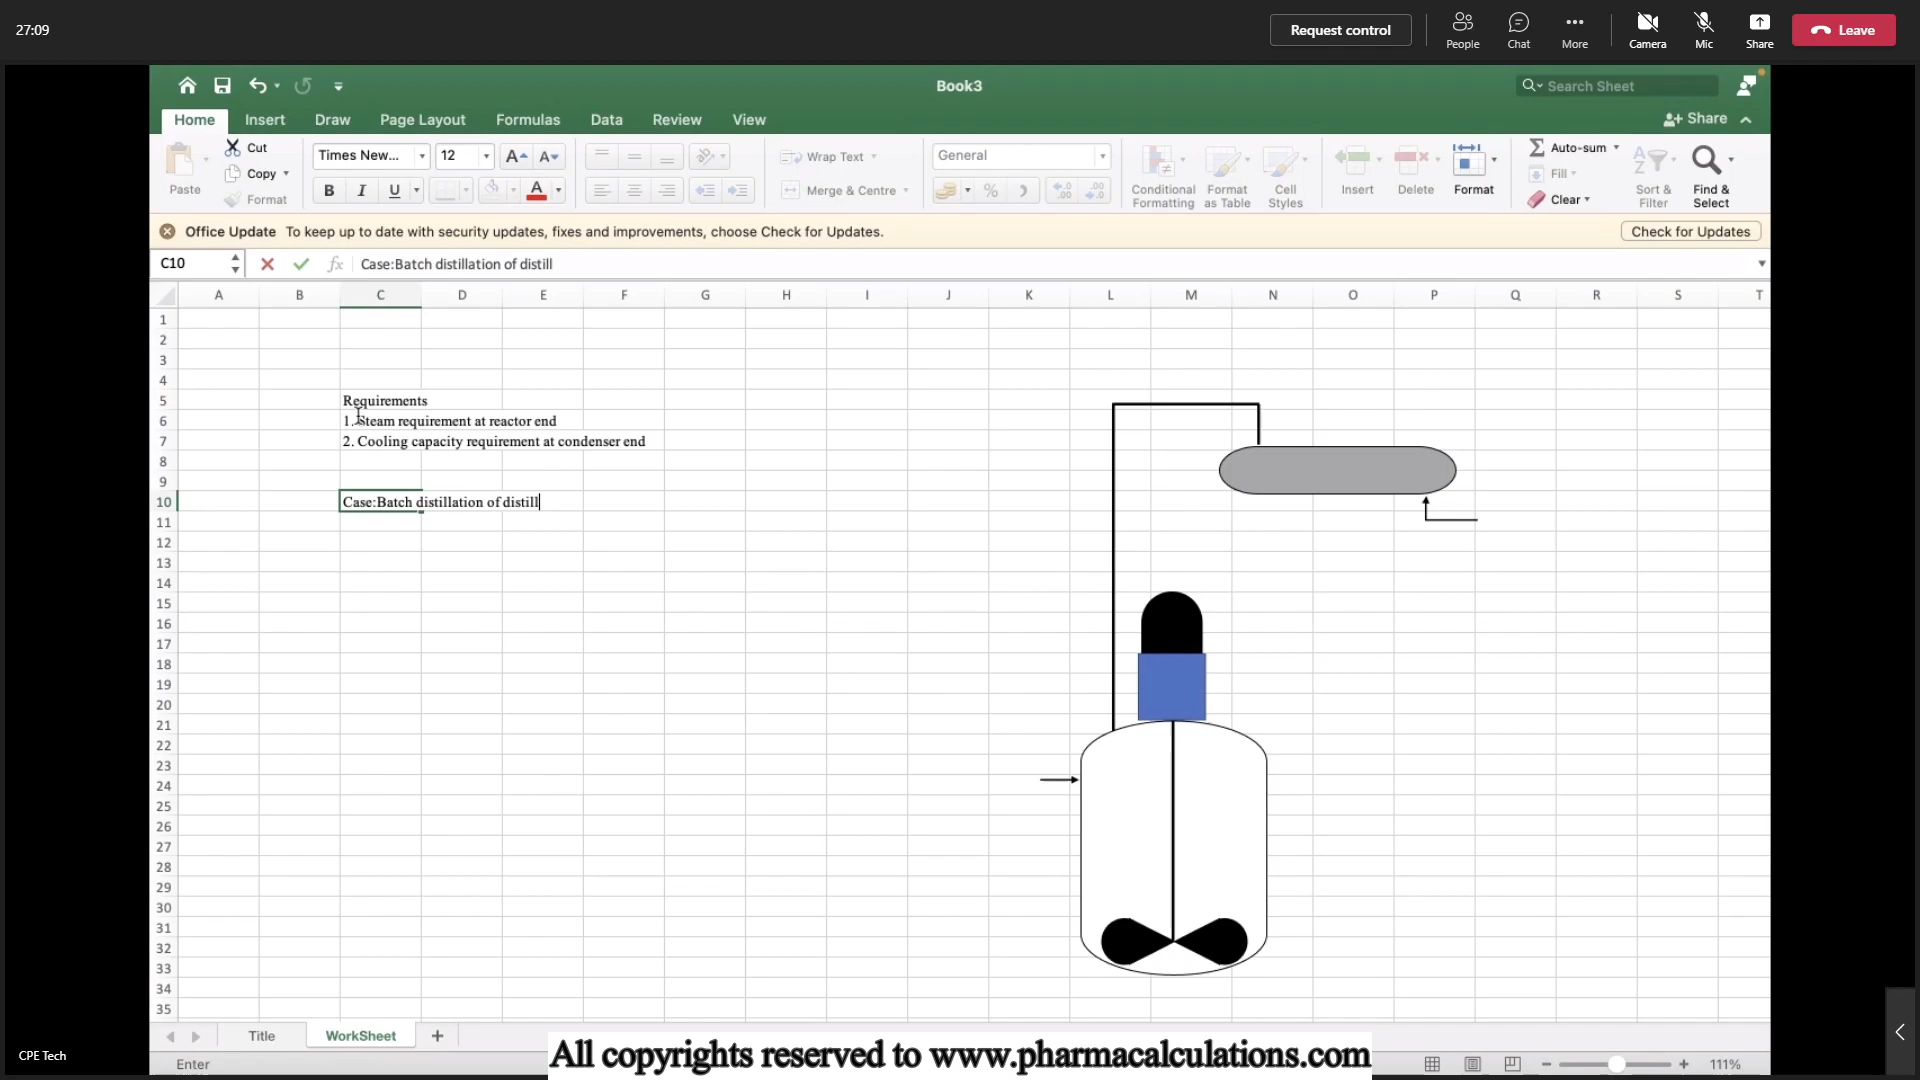 27:09
Request control
People
Chat
More
Camera
Mic
Share
Leave
Book3
Search Sheet
Home Insert Draw Page Layout Formulas Data Review View
Share
Paste
Cut
Copy
Format
Times New... 12
B I U A
Wrap Text
Merge & Centre
General
%
Conditional Formatting
Format as Table
Cell Styles
Insert
Delete
Format
Auto-sum
Fill
Clear
Sort & Filter
Find & Select
Office Update To keep up to date with security updates, fixes and improvements, choose Check for Updates.
Check for Updates
C10 fx Case:Batch distillation of distill
A B C D E F G H I J K L M N O P Q R S T
1
2
3
4
5 Requirements
6 1. Steam requirement at reactor end
7 2. Cooling capacity requirement at condenser end
8
9
10 Case:Batch distillation of distill
11
12
13
14
15
16
17
18
19
20
21
22
23
24
25
26
27
28
29
30
31
32
33
34
35
Title WorkSheet
CPE Tech
Enter
111%
All copyrights reserved to www.pharmacalculations.com